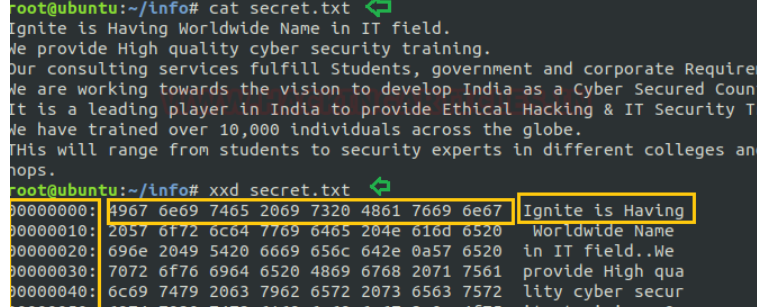 root@ubuntu:~/info# cat secret.txt
Ignite is Having Worldwide Name in IT field.
We provide High quality cyber security training.
Our consulting services fulfill Students, government and corporate Require
We are working towards the vision to develop India as a Cyber Secured Coun
It is a leading player in India to provide Ethical Hacking & IT Security T
We have trained over 10,000 individuals across the globe.
THis will range from students to security experts in different colleges an
hops.
root@ubuntu:~/info# xxd secret.txt
00000000: 4967 6e69 7465 2069 7320 4861 7669 6e67 Ignite is Having
00000010: 2057 6f72 6c64 7769 6465 204e 616d 6520 Worldwide Name
00000020: 696e 2049 5420 6669 656c 642e 0a57 6520 in IT field..We
00000030: 7072 6f76 6964 6520 4869 6768 2071 7561 provide High qua
00000040: 6c69 7479 2063 7962 6572 2073 6563 7572 lity cyber secur